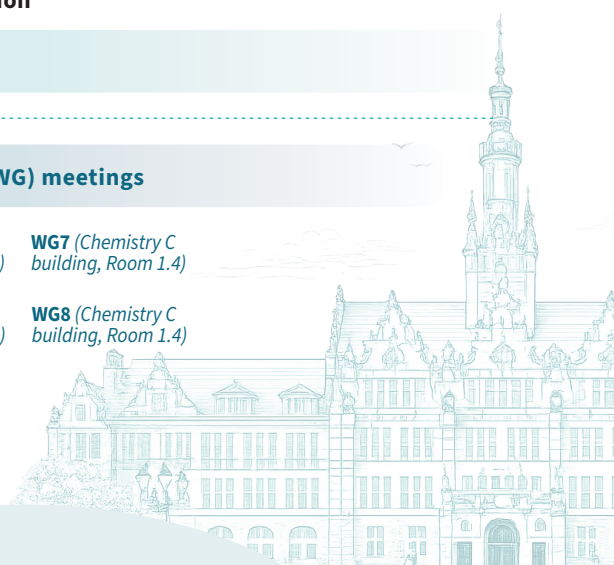 WG) meetings
WG7 (Chemistry C
) building, Room 1.4)
WG8 (Chemistry C
) building, Room 1.4)